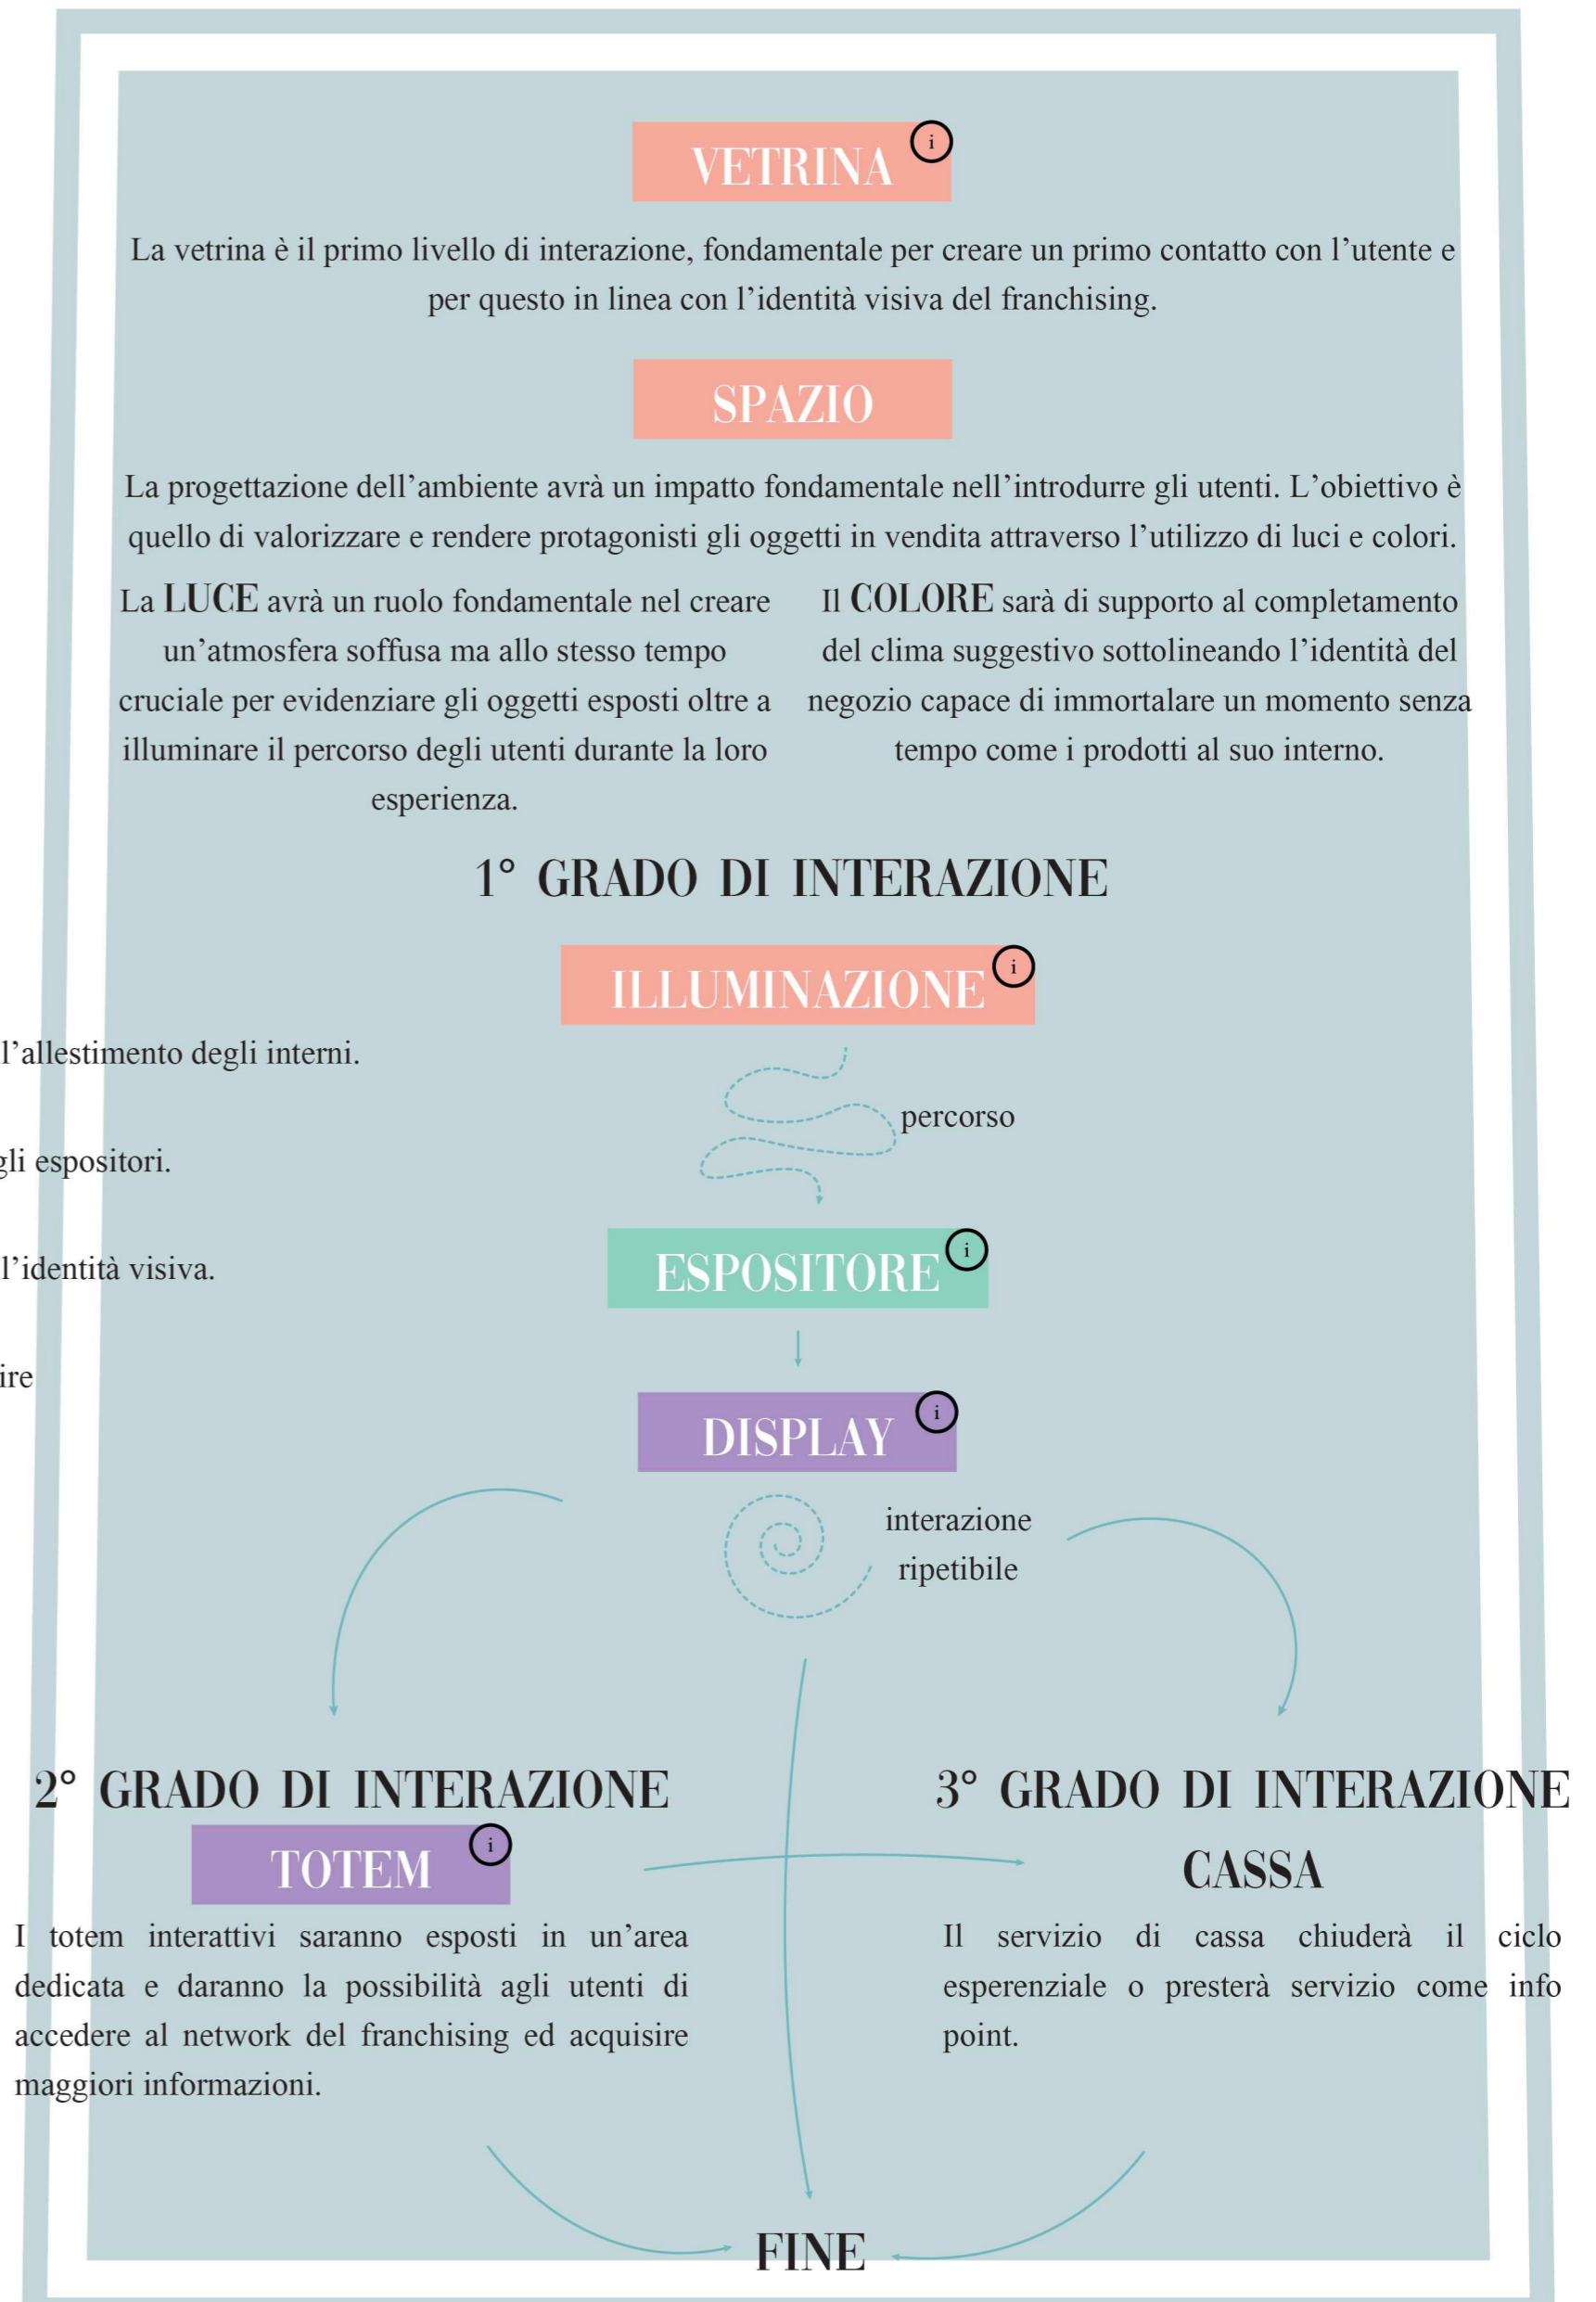 VETRINA i
La vetrina è il primo livello di interazione, fondamentale per creare un primo contatto con l’utente e
per questo in linea con l’identità visiva del franchising.
SPAZIO
La progettazione dell’ambiente avrà un impatto fondamentale nell’introdurre gli utenti. L’obiettivo è
quello di valorizzare e rendere protagonisti gli oggetti in vendita attraverso l’utilizzo di luci e colori.
La LUCE avrà un ruolo fondamentale nel creare
un’atmosfera soffusa ma allo stesso tempo
cruciale per evidenziare gli oggetti esposti oltre a
illuminare il percorso degli utenti durante la loro
esperienza.
Il COLORE sarà di supporto al completamento
del clima suggestivo sottolineando l’identità del
negozio capace di immortalare un momento senza
tempo come i prodotti al suo interno.
1° GRADO DI INTERAZIONE
ILLUMINAZIONE i
l’allestimento degli interni.
percorso
gli espositori.
ESPOSITORE i
l’identità visiva.
ire
DISPLAY i
interazione
ripetibile
2° GRADO DI INTERAZIONE
TOTEM i
I totem interattivi saranno esposti in un’area
dedicata e daranno la possibilità agli utenti di
accedere al network del franchising ed acquisire
maggiori informazioni.
3° GRADO DI INTERAZIONE
CASSA
Il servizio di cassa chiuderà il ciclo
esperenziale o presterà servizio come info
point.
FINE